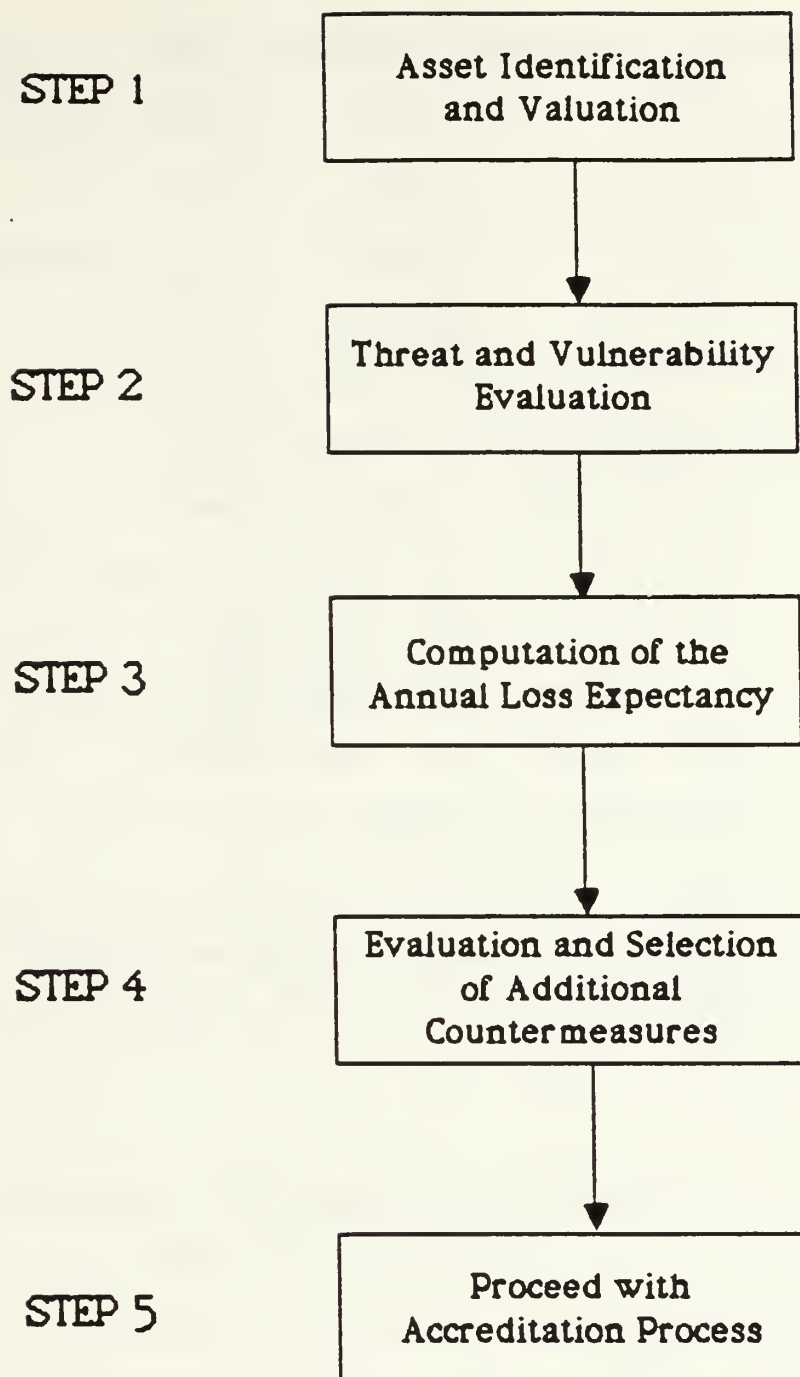 STEP 1
Asset Identification
and Valuation
STEP 2
Threat and Vulnerability
Evaluation
STEP 3
Computation of the
Annual Loss Expectancy
STEP 4
Evaluation and Selection
of Additional
Countermeasures
STEP 5
Proceed with
Accreditation Process